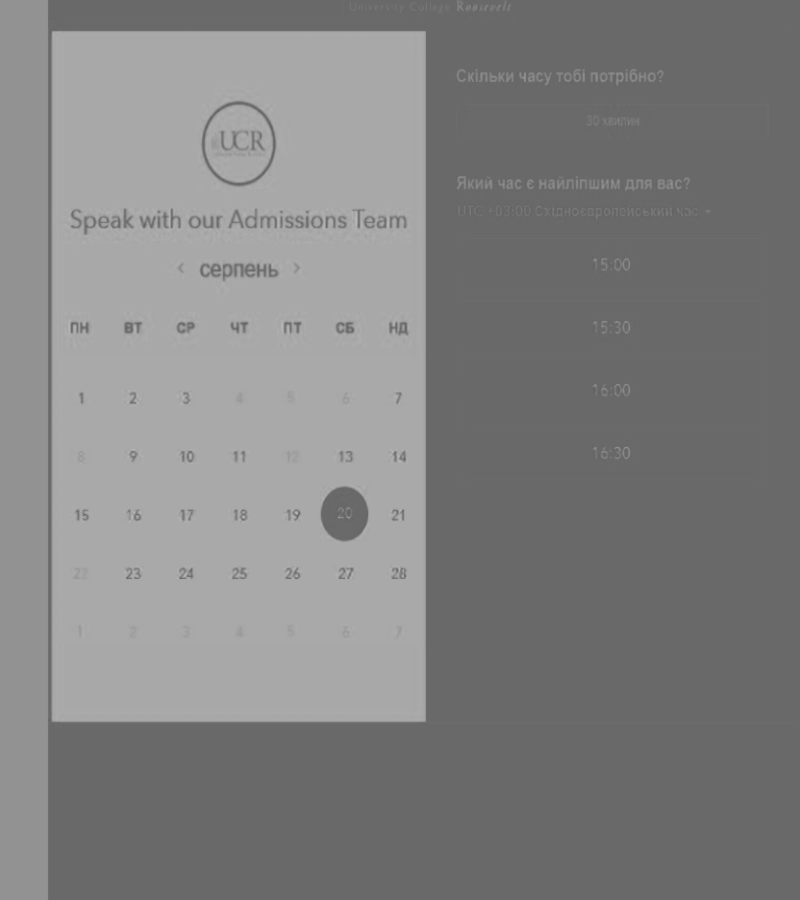 University College Roosevelt
UCR
Speak with our Admissions Team
< серпень >
ПН ВТ СР ЧТ ПТ СБ НД
1 2 3 4 5 6 7
8 9 10 11 12 13 14
15 16 17 18 19 20 21
22 23 24 25 26 27 28
1 2 3 4 5 6 7
Скільки часу тобі потрібно?
30 хвилин
Який час є найліпшим для вас?
UTC +03:00 Східноєвропейський час
15:00
15:30
16:00
16:30